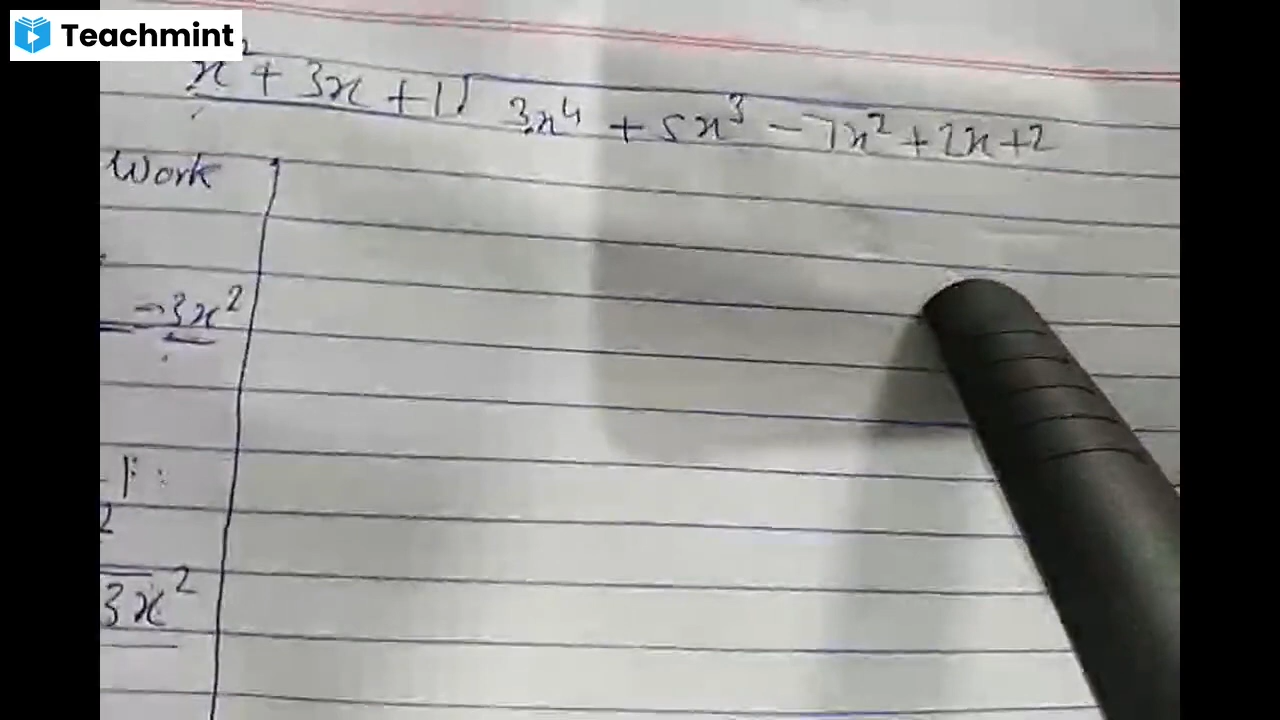 Teachmint
x² + 3x + 1) 3x⁴ + 5x³ - 7x² + 2x + 2
Work
3x²
3x²